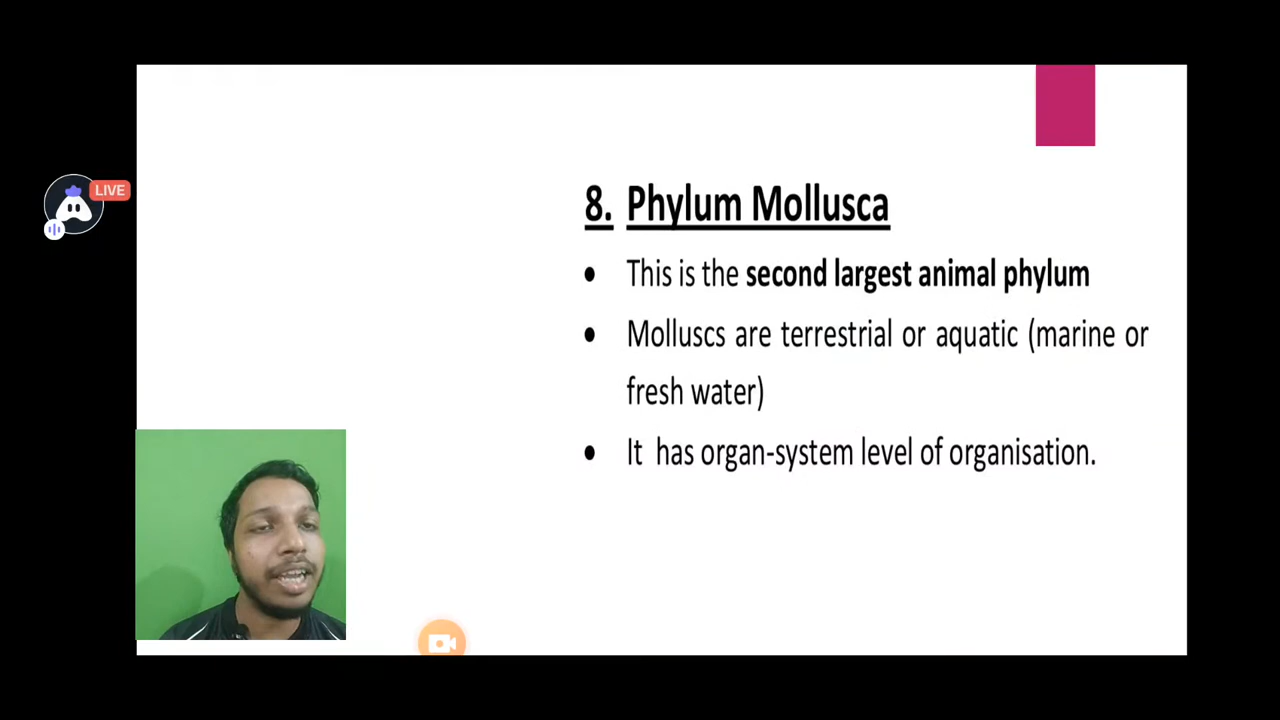 LIVE
8. Phylum Mollusca
• This is the second largest animal phylum
• Molluscs are terrestrial or aquatic (marine or
fresh water)
• It has organ-system level of organisation.